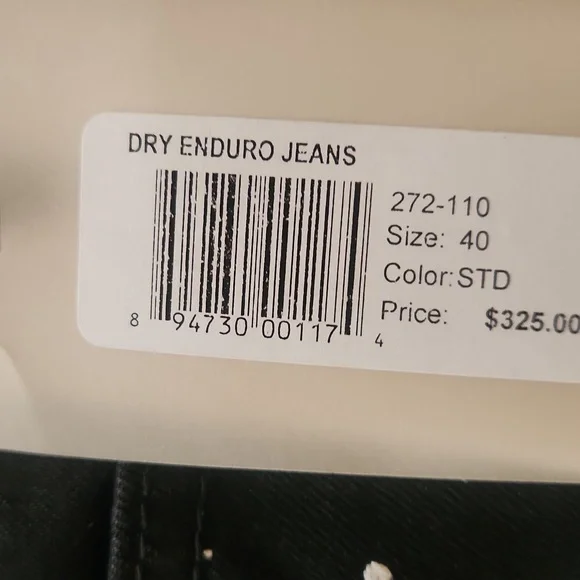 DRY ENDURO JEANS
272-110
Size: 40
Color: STD
Price: $325.00
8 94730 00117 4